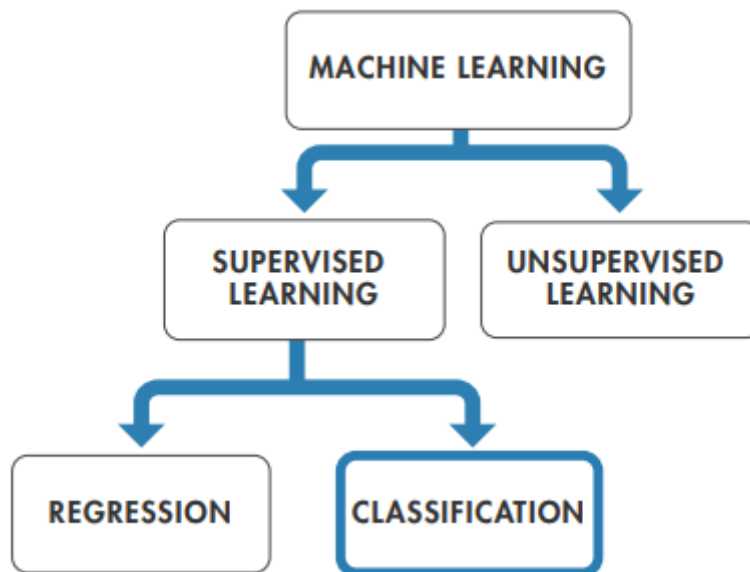 MACHINE LEARNING
SUPERVISED
LEARNING
UNSUPERVISED
LEARNING
REGRESSION
CLASSIFICATION